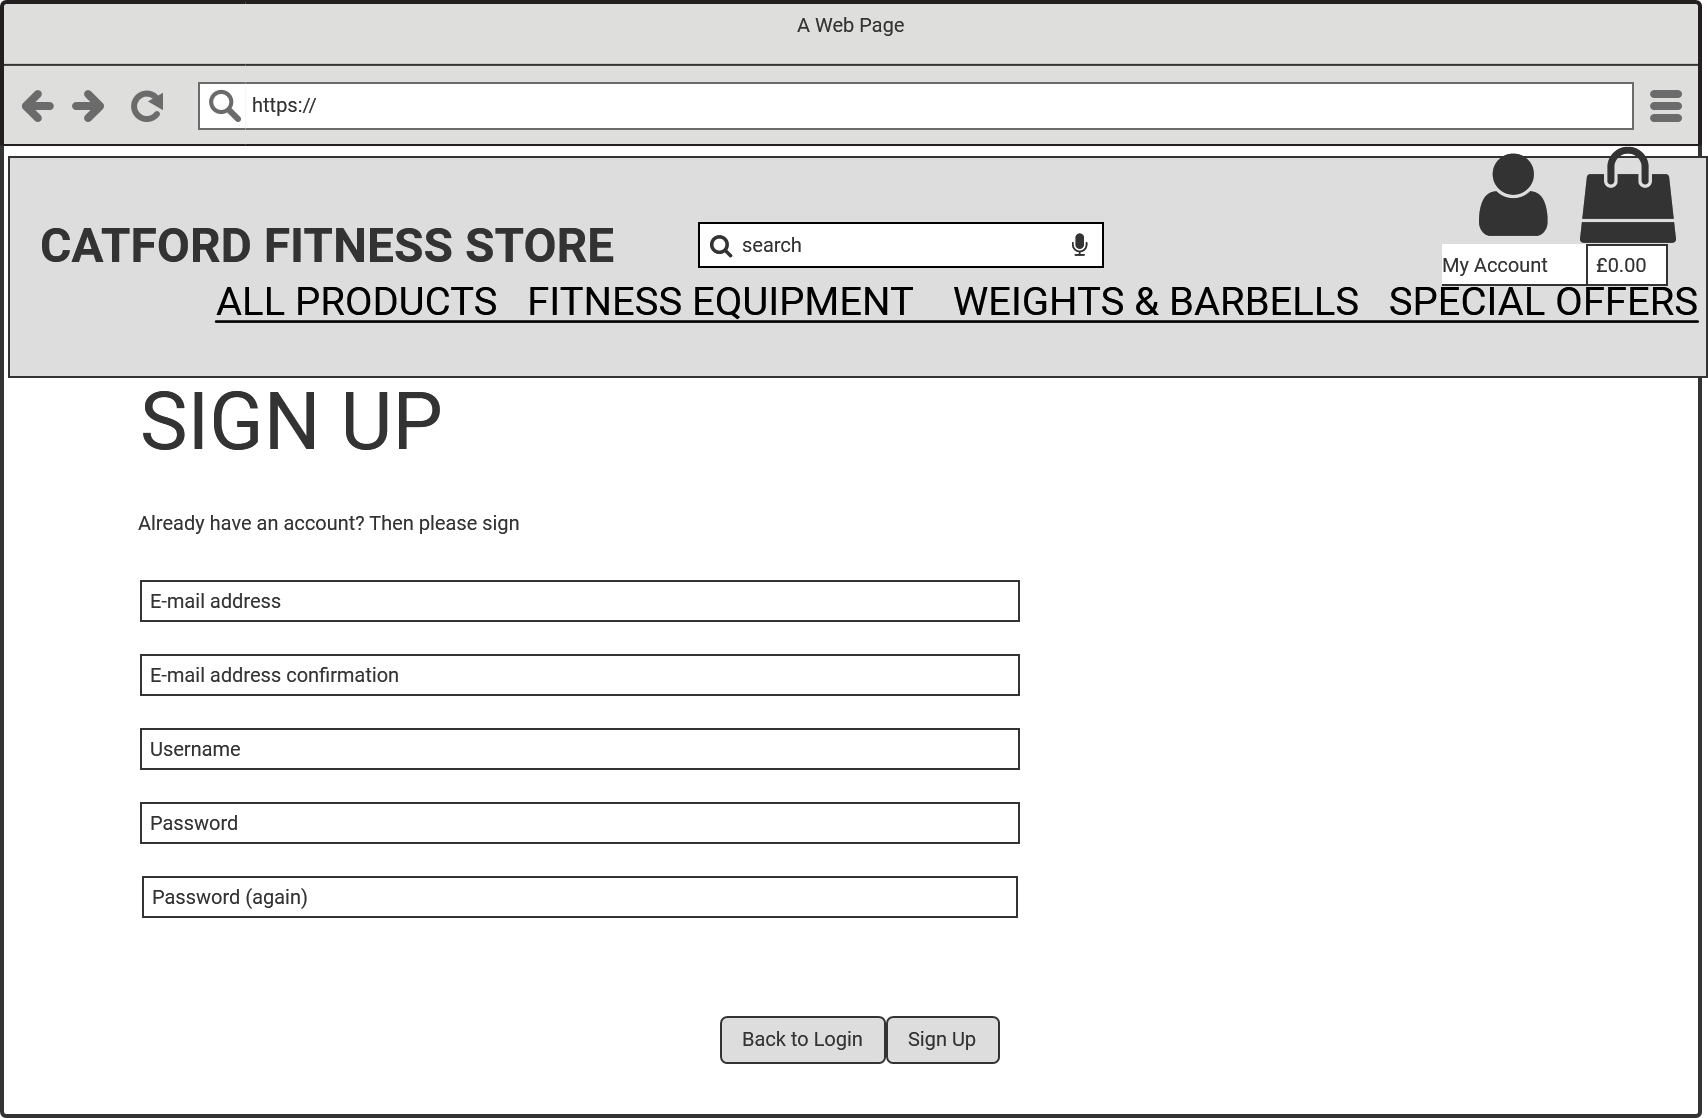 A Web Page
https://
CATFORD FITNESS STORE
search
My Account
£0.00
ALL PRODUCTS FITNESS EQUIPMENT WEIGHTS & BARBELLS SPECIAL OFFERS
SIGN UP
Already have an account? Then please sign
E-mail address
E-mail address confirmation
Username
Password
Password (again)
Back to Login
Sign Up